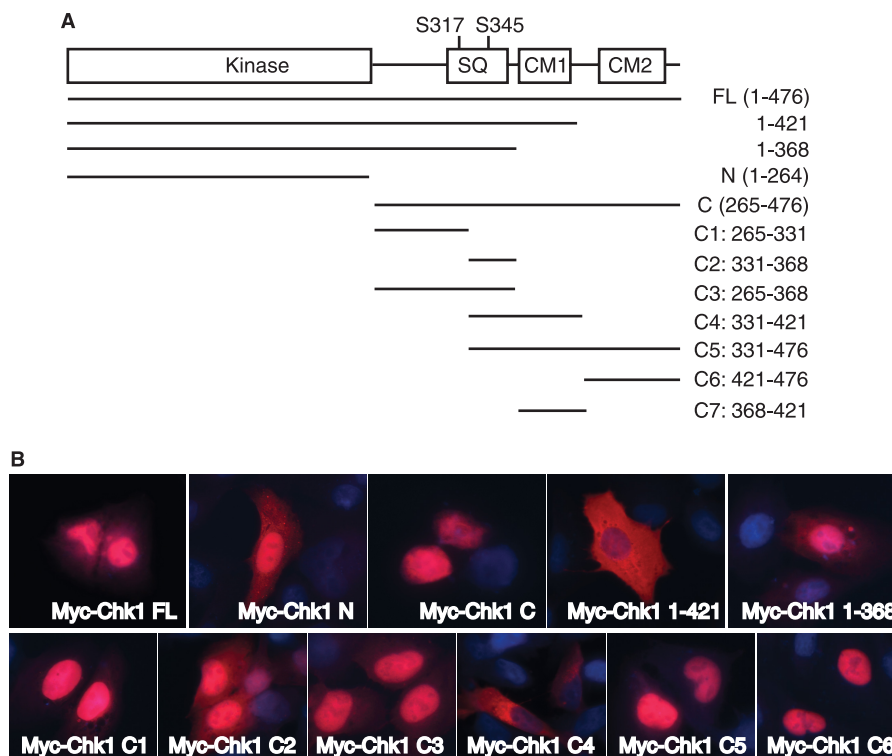 A
S317 S345
Kinase SQ CM1 CM2
FL (1-476)
1-421
1-368
N (1-264)
C (265-476)
C1: 265-331
C2: 331-368
C3: 265-368
C4: 331-421
C5: 331-476
C6: 421-476
C7: 368-421
B
Myc-Chk1 FL Myc-Chk1 N Myc-Chk1 C Myc-Chk1 1-421 Myc-Chk1 1-368
Myc-Chk1 C1 Myc-Chk1 C2 Myc-Chk1 C3 Myc-Chk1 C4 Myc-Chk1 C5